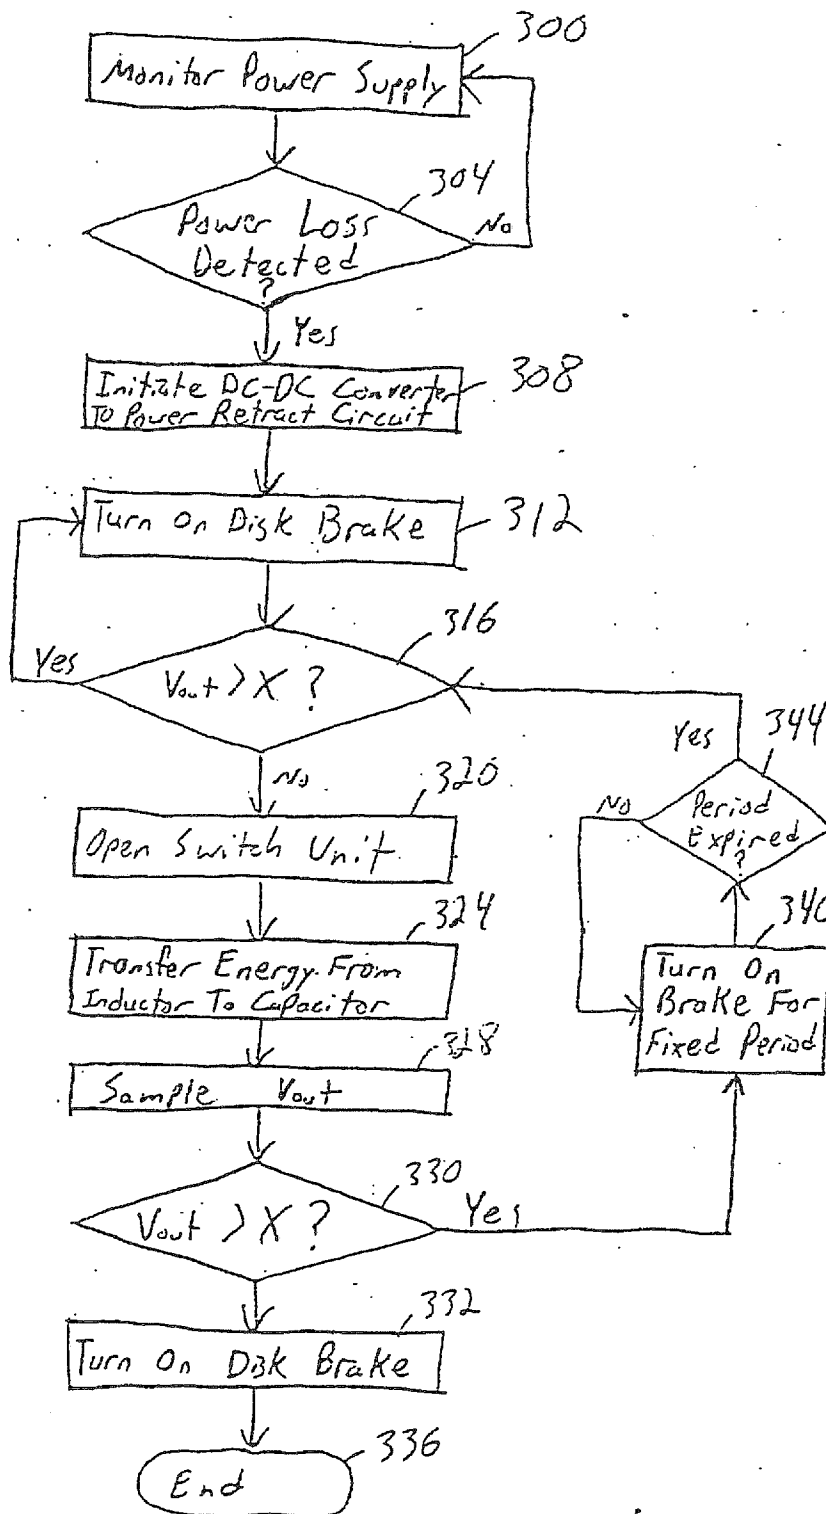 300
Monitor Power Supply
304
Power Loss
Detected
?
No
Yes
308
Initiate DC-DC Converter
To Power Retract Circuit
Turn On Disk Brake
312
316
Yes
Vout > X ?
No
320
Open Switch Unit
324
Transfer Energy From
Inductor To Capacitor
328
Sample Vout
330
Vout > X ?
Yes
332
Turn On Disk Brake
336
End
Yes
344
No
Period
Expired
?
340
Turn On
Brake For
Fixed Period